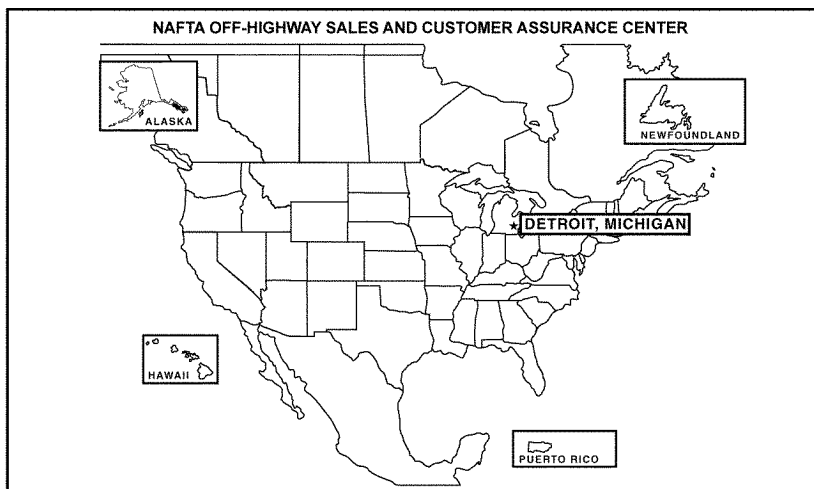 NAFTA OFF-HIGHWAY SALES AND CUSTOMER ASSURANCE CENTER
ALASKA
NEWFOUNDLAND
DETROIT, MICHIGAN
HAWAII
PUERTO RICO